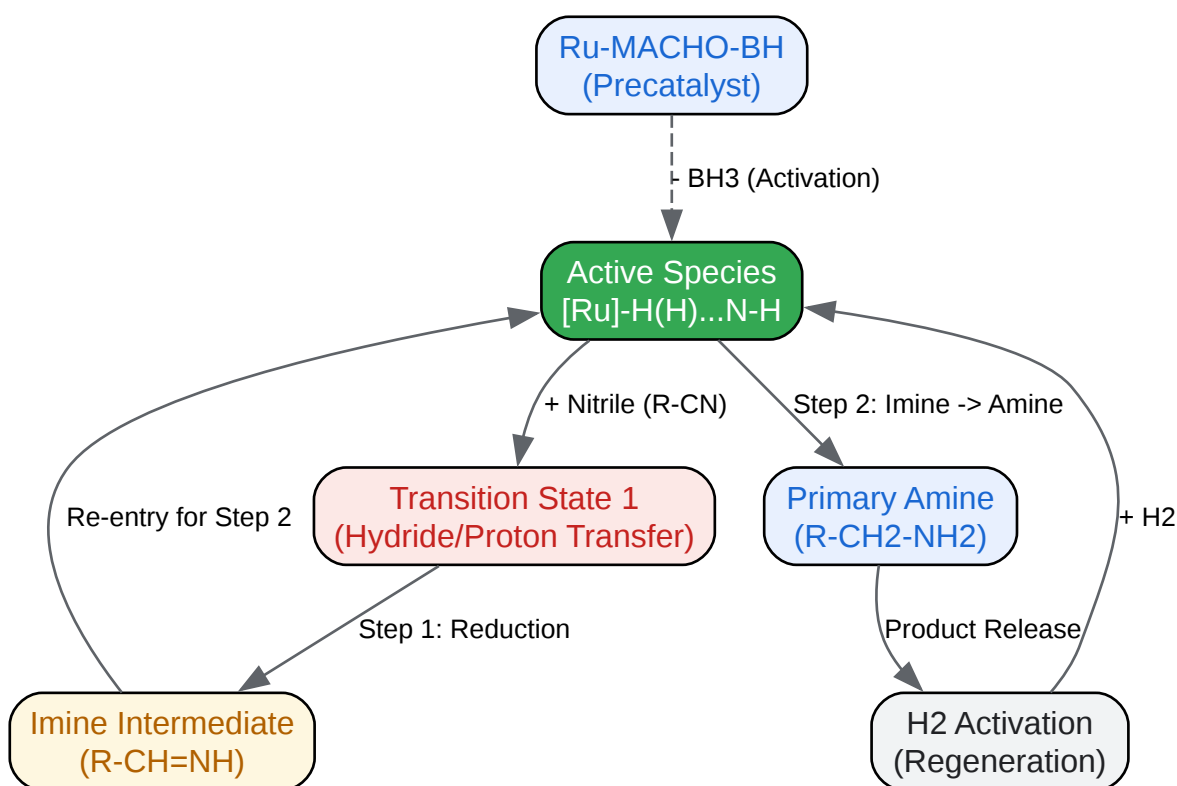 Ru-MACHO-BH
(Precatalyst)
- BH3 (Activation)
Active Species
[Ru]-H(H)...N-H
+ Nitrile (R-CN)
Step 2: Imine -> Amine
Transition State 1
(Hydride/Proton Transfer)
Primary Amine
(R-CH2-NH2)
Re-entry for Step 2
+ H2
Step 1: Reduction
Product Release
Imine Intermediate
(R-CH=NH)
H2 Activation
(Regeneration)